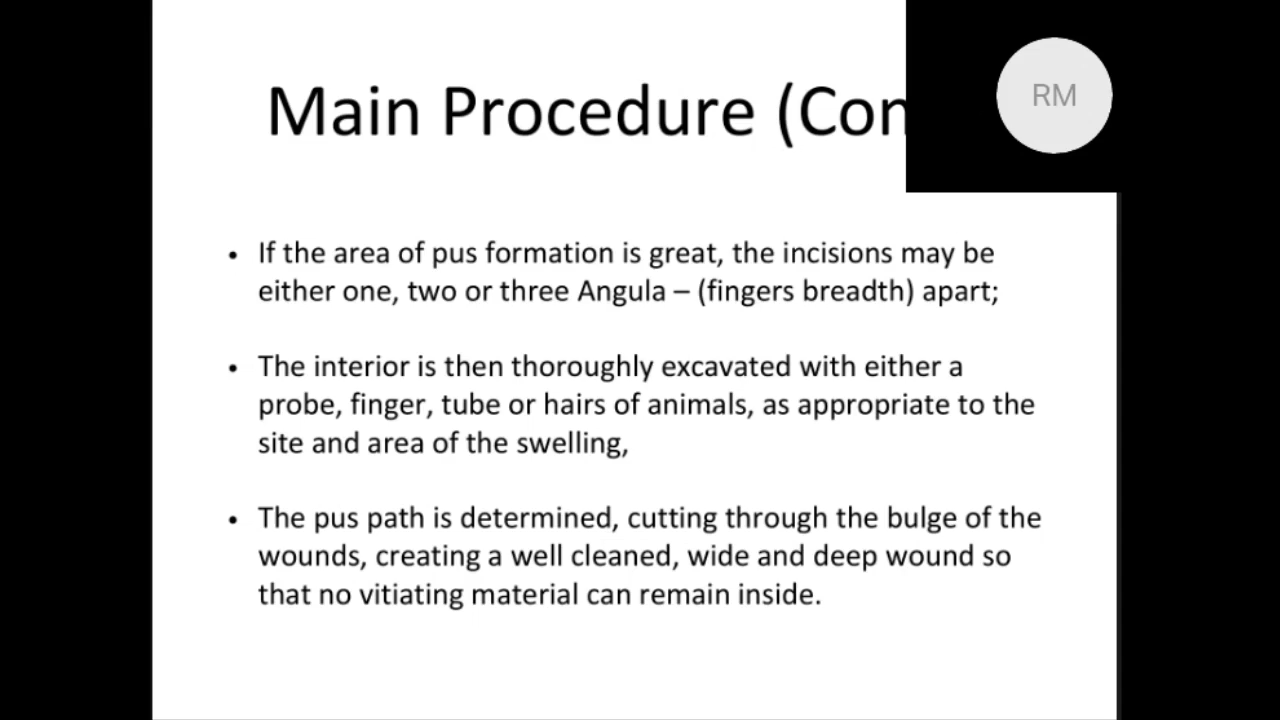 Main Procedure (Con
RM
• If the area of pus formation is great, the incisions may be
either one, two or three Angula – (fingers breadth) apart;
• The interior is then thoroughly excavated with either a
probe, finger, tube or hairs of animals, as appropriate to the
site and area of the swelling,
• The pus path is determined, cutting through the bulge of the
wounds, creating a well cleaned, wide and deep wound so
that no vitiating material can remain inside.